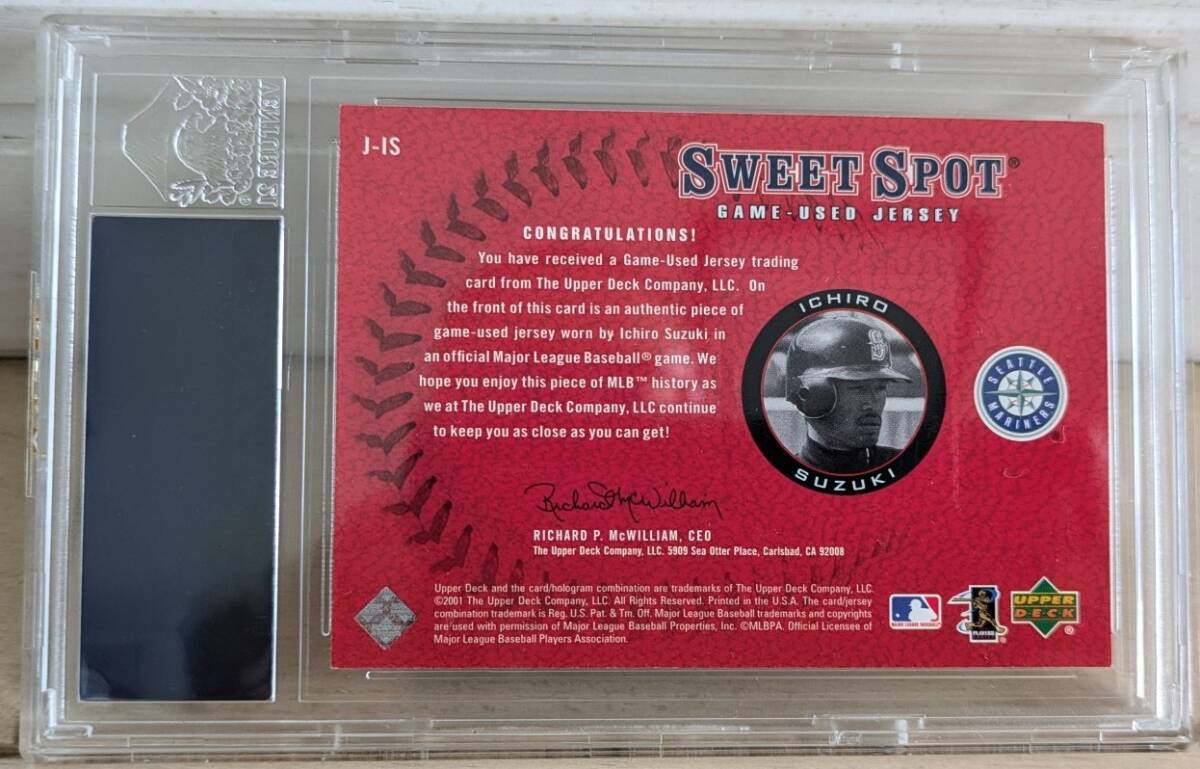 VENTURE 21
J-IS
SWEET SPOT®
GAME-USED JERSEY
CONGRATULATIONS!
You have received a Game-Used Jersey trading
card from The Upper Deck Company, LLC. On
the front of this card is an authentic piece of
game-used jersey worn by Ichiro Suzuki in
an official Major League Baseball® game. We
hope you enjoy this piece of MLB™ history as
we at The Upper Deck Company, LLC continue
to keep you as close as you can get!
ICHIRO
SUZUKI
SEATTLE
MARINERS
Richard McWilliam
RICHARD P. McWILLIAM, CEO
The Upper Deck Company, LLC. 5909 Sea Otter Place, Carlsbad, CA 92008
Upper Deck and the card/hologram combination are trademarks of The Upper Deck Company, LLC.
©2001 The Upper Deck Company, LLC. All Rights Reserved. Printed in the U.S.A. The card/jersey
combination trademark is Reg. U.S. Pat. & Tm. Off. Major League Baseball trademarks and copyrights
are used with permission of Major League Baseball Properties, Inc. ©MLBPA. Official Licensee of
Major League Baseball Players Association.
MAJOR LEAGUE BASEBALL
PLAYERS
UPPER
DECK
®